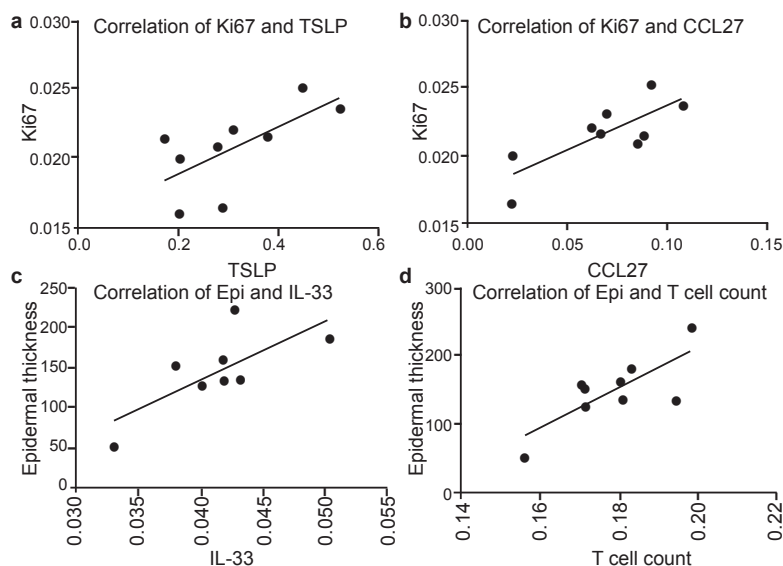 a Correlation of Ki67 and TSLP
0.030
0.025
0.020
0.015
Ki67
0.0 0.2 0.4 0.6
TSLP
b Correlation of Ki67 and CCL27
0.030
0.025
0.020
0.015
Ki67
0.00 0.05 0.10 0.15
CCL27
c Correlation of Epi and IL-33
250
200
150
100
50
0
Epidermal thickness
0.030 0.035 0.040 0.045 0.050 0.055
IL-33
d Correlation of Epi and T cell count
300
200
100
0
Epidermal thickness
0.14 0.16 0.18 0.20 0.22
T cell count